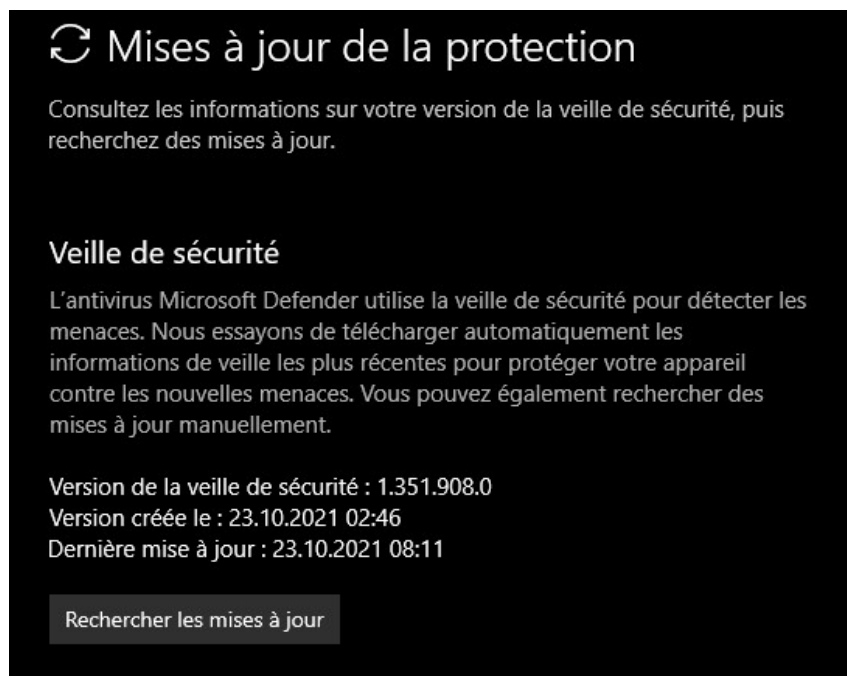 Mises à jour de la protection
Consultez les informations sur votre version de la veille de sécurité, puis
recherchez des mises à jour.
Veille de sécurité
L'antivirus Microsoft Defender utilise la veille de sécurité pour détecter les
menaces. Nous essayons de télécharger automatiquement les
informations de veille les plus récentes pour protéger votre appareil
contre les nouvelles menaces. Vous pouvez également rechercher des
mises à jour manuellement.
Version de la veille de sécurité : 1.351.908.0
Version créée le : 23.10.2021 02:46
Dernière mise à jour : 23.10.2021 08:11
Rechercher les mises à jour